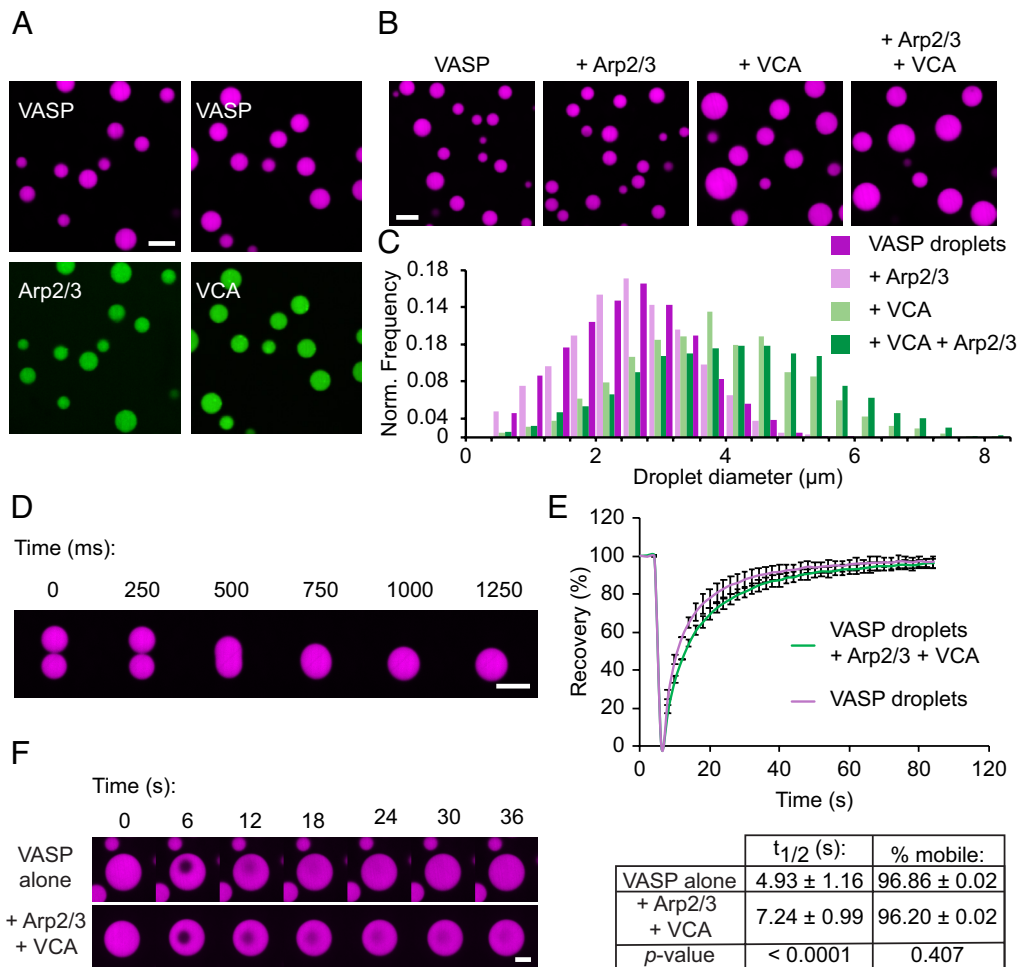 A
VASP
VASP
Arp2/3
VCA
B
VASP
+ Arp2/3
+ VCA
+ Arp2/3
+ VCA
C
VASP droplets
+ Arp2/3
+ VCA
+ VCA + Arp2/3
Norm. Frequency
0.18
0.14
0.18
0.08
0.04
0
0 2 4 6 8
Droplet diameter (µm)
D
Time (ms):
0 250 500 750 1000 1250
E
Recovery (%)
120
100
80
60
40
20
0
0 20 40 60 80 100 120
Time (s)
VASP droplets
+ Arp2/3 + VCA
VASP droplets
F
Time (s):
0 6 12 18 24 30 36
VASP
alone
+ Arp2/3
+ VCA
t1/2 (s): % mobile:
VASP alone 4.93 ± 1.16 96.86 ± 0.02
+ Arp2/3
+ VCA 7.24 ± 0.99 96.20 ± 0.02
p-value < 0.0001 0.407